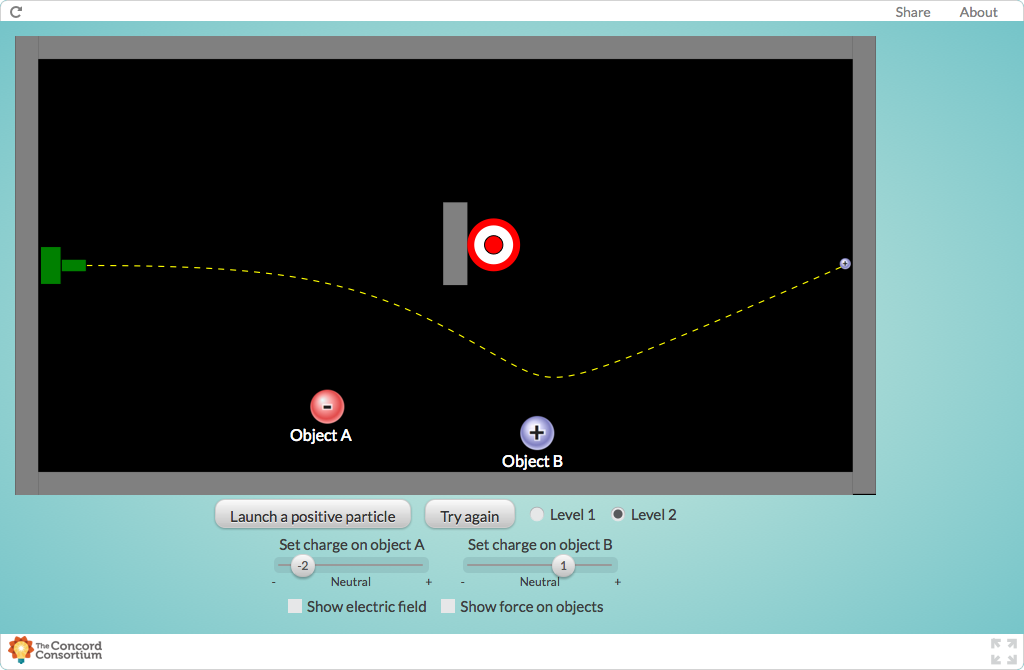 Share About
-
+
Object A
+
Object B
Launch a positive particle Try again Level 1 Level 2
Set charge on object A Set charge on object B
-2 1
- Neutral + - Neutral +
Show electric field Show force on objects
The Concord
Consortium